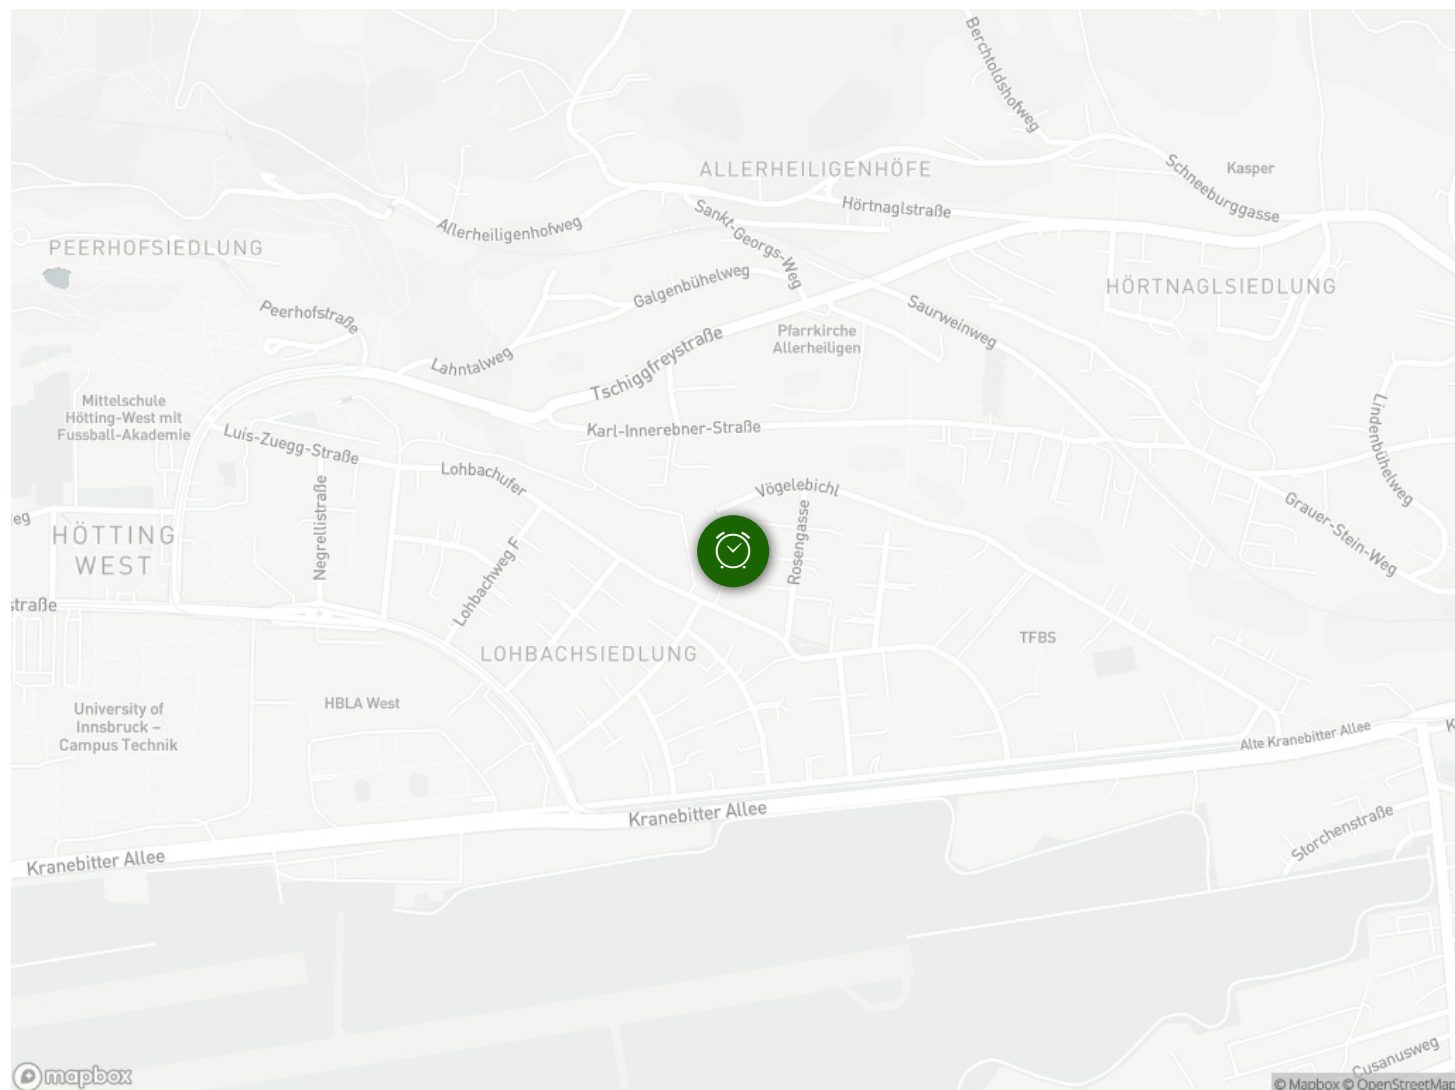 Berchtoldshofweg
ALLERHEILIGENHÖFE
Kasper
Schneeburggasse
Hörtnaglstraße
Sankt-Georgs-Weg
Allerheiligenhofweg
PEERHOFSIEDLUNG
Galgenbühelweg
HÖRTNAGLSIEDLUNG
Peerhofstraße
Saurweinweg
Pfarrkirche
Allerheiligen
Tschiggfreystraße
Lahntalweg
Mittelschule
Hötting-West mit
Fussball-Akademie
Luis-Zuegg-Straße
Karl-Innerebner-Straße
Lindenbühelweg
Lohbachufer
Vögelebichl
Negrellistraße
Rosengasse
Grauer-Stein-Weg
eg
HÖTTING
WEST
Lohbachweg F
straße
LOHBACHSIEDLUNG
TFBS
University of
Innsbruck –
Campus Technik
HBLA West
Alte Kranebitter Allee
K
Kranebitter Allee
Storchenstraße
Kranebitter Allee
Cusanusweg
mapbox
© Mapbox © OpenStreetMap